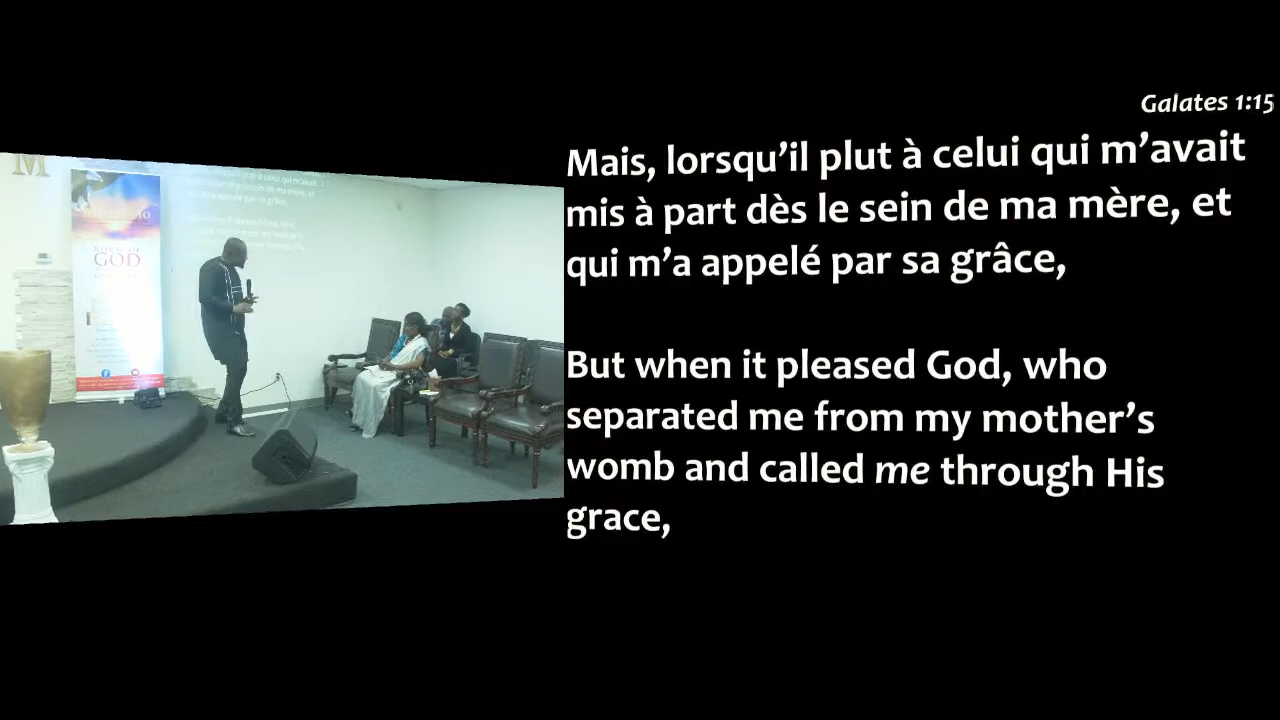 Galates 1:15
Mais, lorsqu’il plut à celui qui m’avait
mis à part dès le sein de ma mère, et
qui m’a appelé par sa grâce,
But when it pleased God, who
separated me from my mother’s
womb and called me through His
grace,
M
GOD